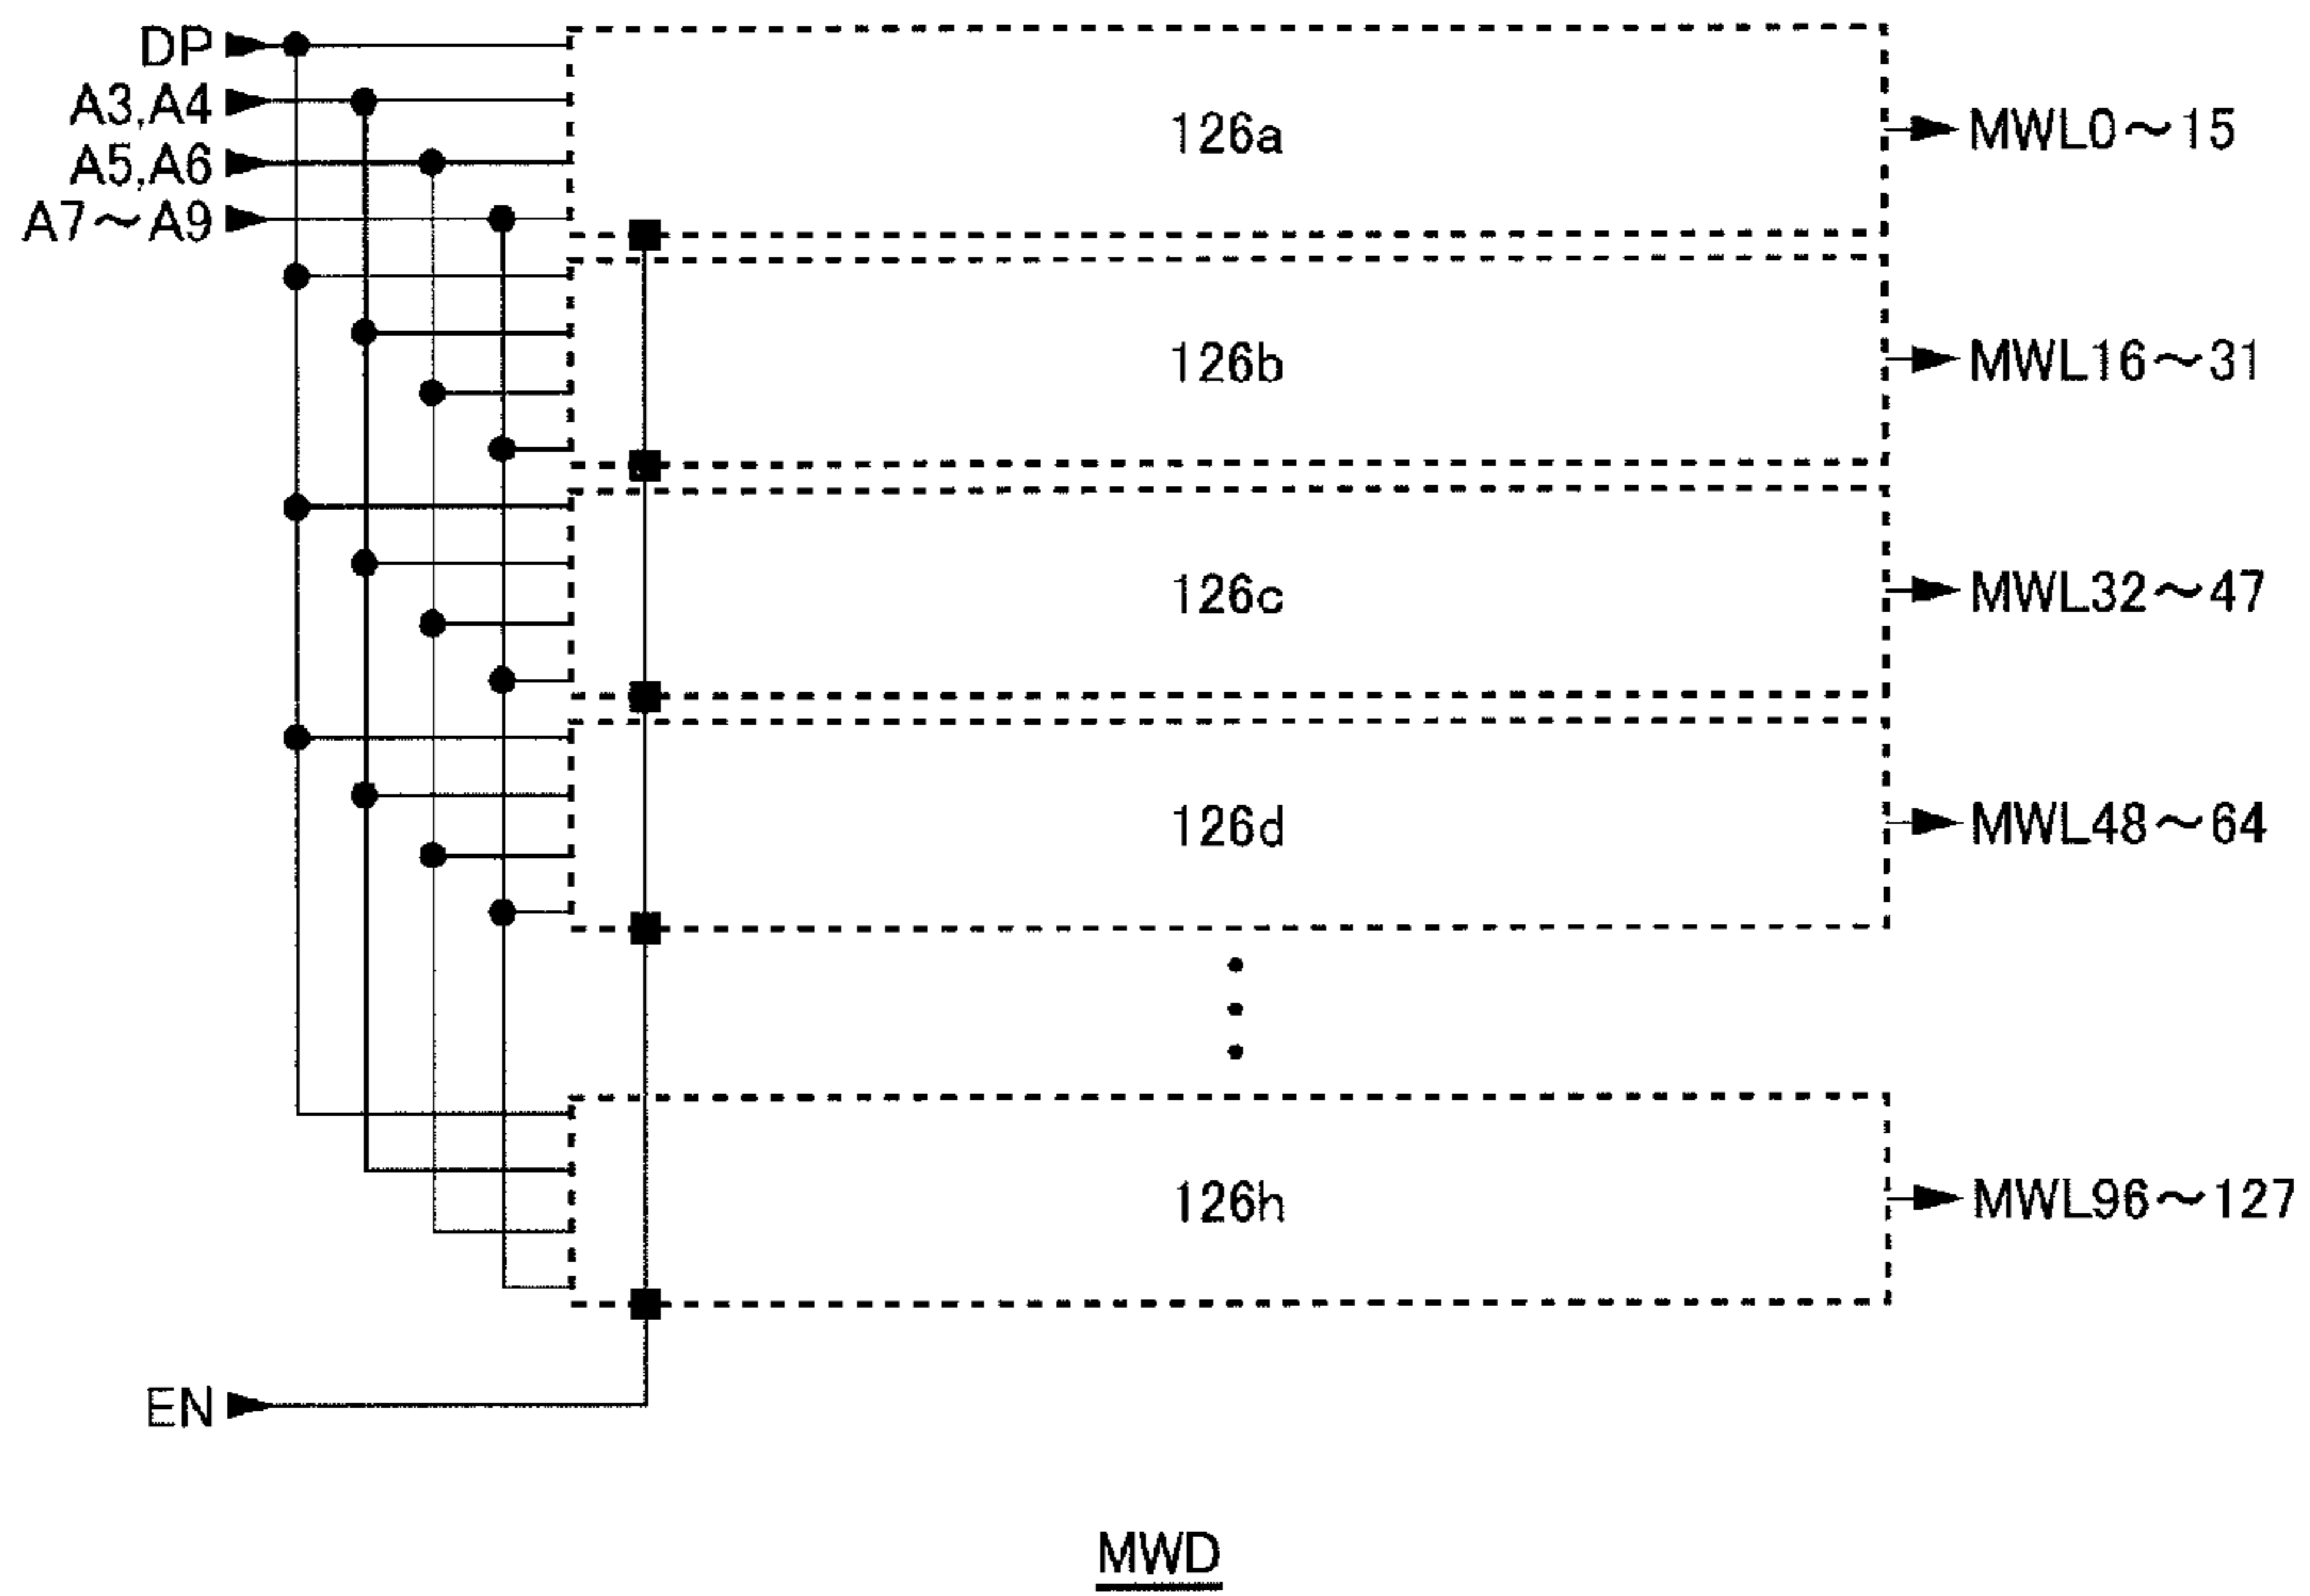 DP
A3,A4
A5,A6
A7～A9
126a
MWL0～15
126b
MWL16～31
126c
MWL32～47
126d
MWL48～64
126h
MWL96～127
EN
MWD